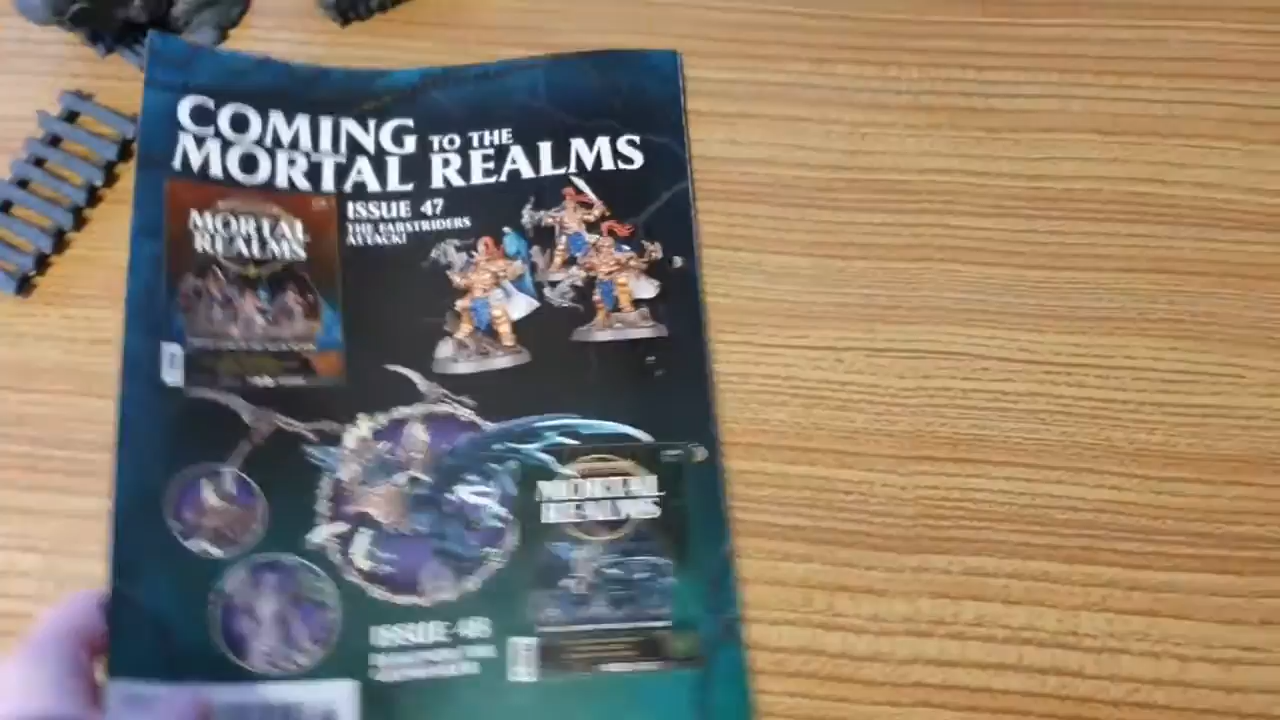 COMING TO THE
MORTAL REALMS
ISSUE 47
THE FARSTRIDERS
ATTACK!
MORTAL
REALMS
MORTAL
REALMS
ISSUE 48